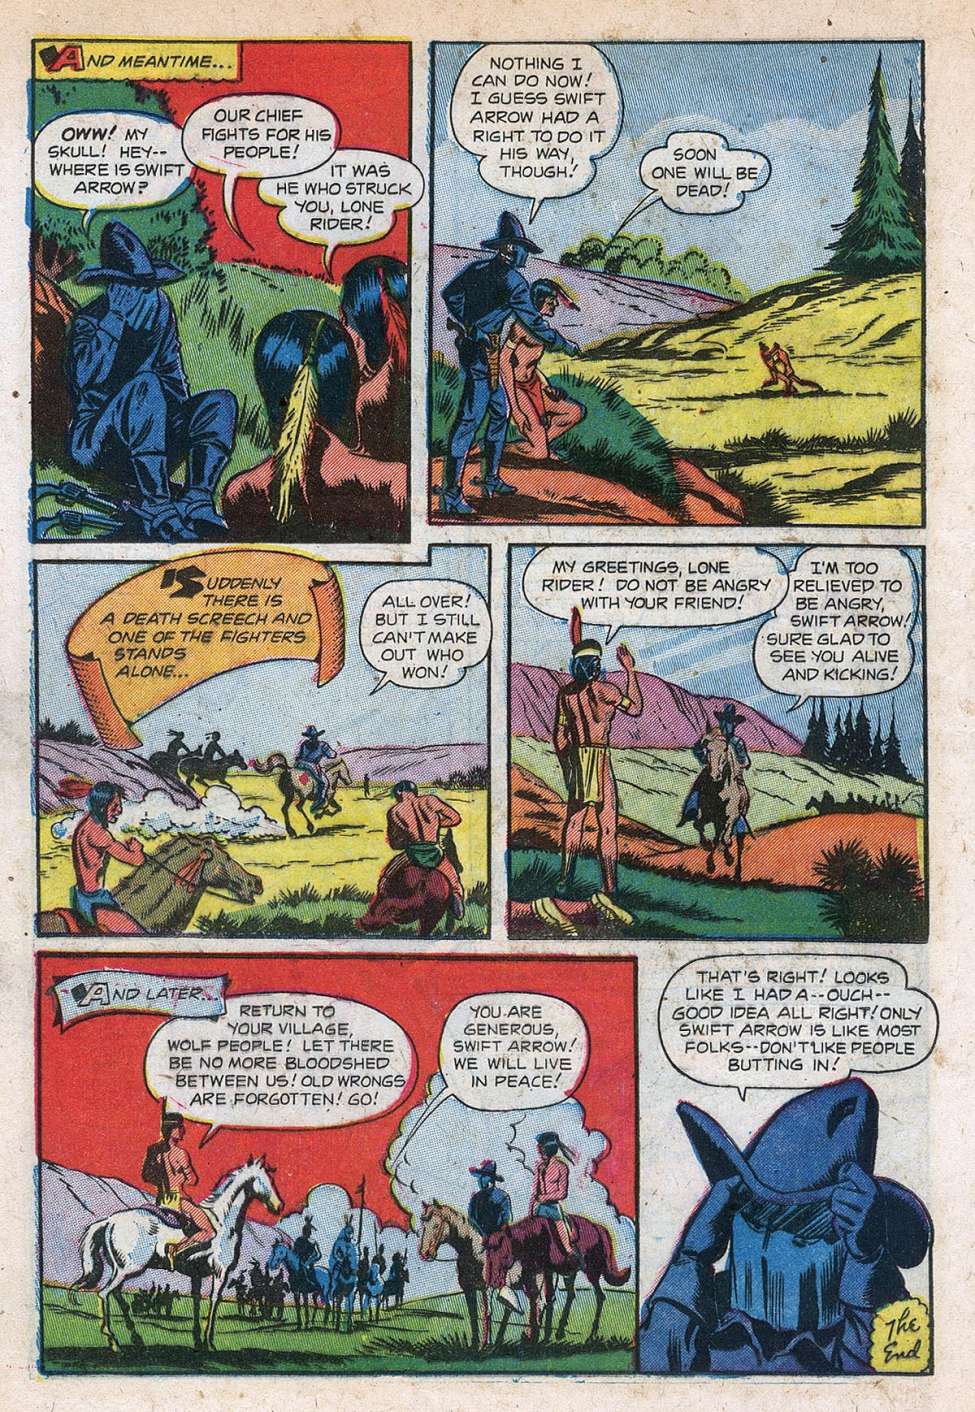 AND MEANTIME...
OWW! MY
SKULL! HEY--
WHERE IS SWIFT
ARROW?
OUR CHIEF
FIGHTS FOR HIS
PEOPLE!
IT WAS
HE WHO STRUCK
YOU, LONE
RIDER!
NOTHING I
CAN DO NOW!
I GUESS SWIFT
ARROW HAD A
RIGHT TO DO IT
HIS WAY,
THOUGH!
SOON
ONE WILL BE
DEAD!
SUDDENLY
THERE IS
A DEATH SCREECH AND
ONE OF THE FIGHTERS
STANDS
ALONE...
ALL OVER!
BUT I STILL
CAN'T MAKE
OUT WHO
WON!
MY GREETINGS, LONE
RIDER! DO NOT BE ANGRY
WITH YOUR FRIEND!
I'M TOO
RELIEVED TO
BE ANGRY,
SWIFT ARROW!
SURE GLAD TO
SEE YOU ALIVE
AND KICKING!
AND LATER...
RETURN TO
YOUR VILLAGE,
WOLF PEOPLE! LET THERE
BE NO MORE BLOODSHED
BETWEEN US! OLD WRONGS
ARE FORGOTTEN! GO!
YOU ARE
GENEROUS,
SWIFT ARROW!
WE WILL LIVE
IN PEACE!
THAT'S RIGHT! LOOKS
LIKE I HAD A--OUCH--
GOOD IDEA ALL RIGHT! ONLY
SWIFT ARROW IS LIKE MOST
FOLKS--DON'T LIKE PEOPLE
BUTTING IN!
The
End